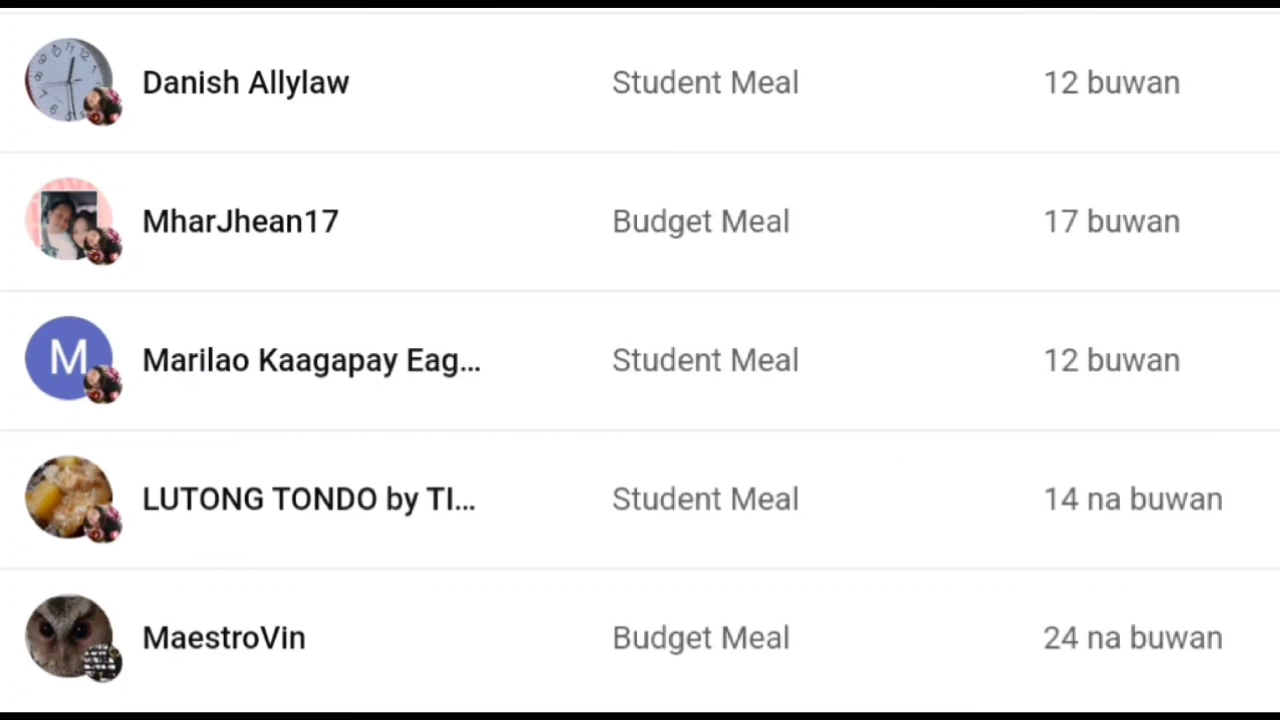 Danish Allylaw Student Meal 12 buwan
MharJhean17 Budget Meal 17 buwan
M Marilao Kaagapay Eag... Student Meal 12 buwan
LUTONG TONDO by TI... Student Meal 14 na buwan
MaestroVin Budget Meal 24 na buwan